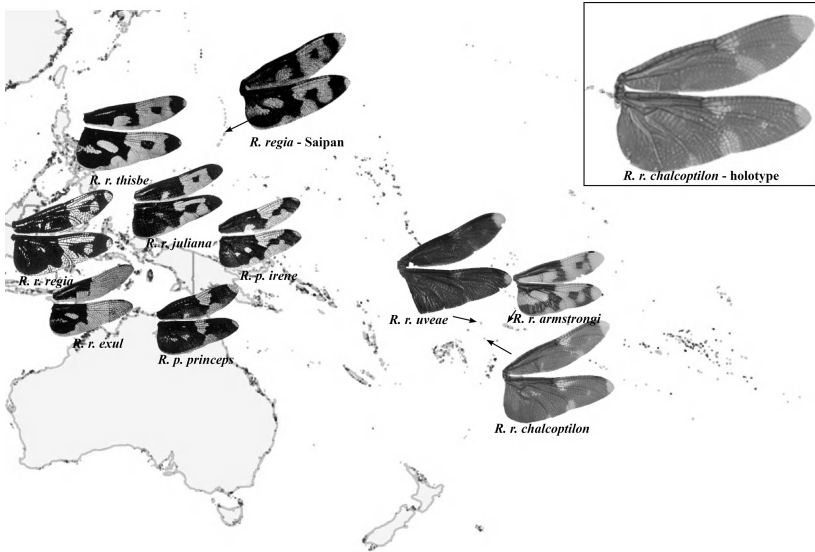 R. r. chalcoptilon - holotype
R. regia - Saipan
R. r. thisbe
R. r. juliana
R. r. regia
R. p. irene
R. r. uveae
R. r. armstrongi
R. r. exul
R. p. princeps
R. r. chalcoptilon